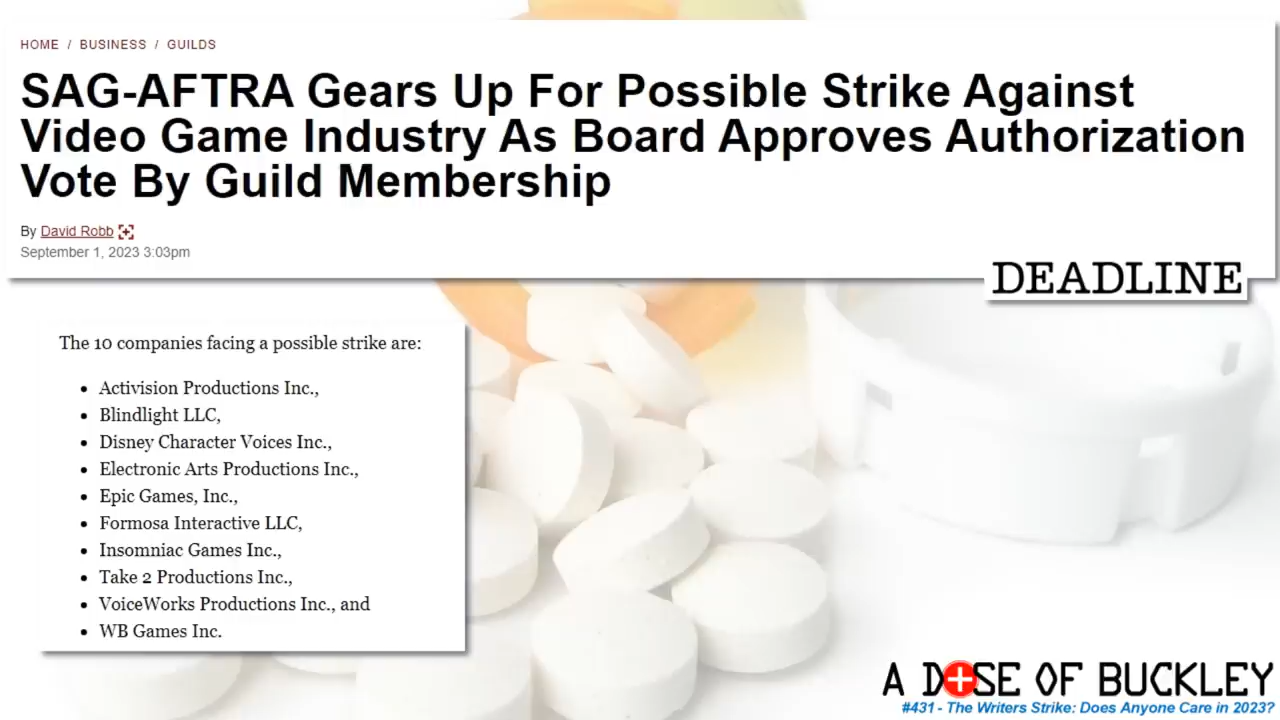 HOME / BUSINESS / GUILDS
SAG-AFTRA Gears Up For Possible Strike Against
Video Game Industry As Board Approves Authorization
Vote By Guild Membership
By David Robb
September 1, 2023 3:03pm
DEADLINE
The 10 companies facing a possible strike are:
• Activision Productions Inc.,
• Blindlight LLC,
• Disney Character Voices Inc.,
• Electronic Arts Productions Inc.,
• Epic Games, Inc.,
• Formosa Interactive LLC,
• Insomniac Games Inc.,
• Take 2 Productions Inc.,
• VoiceWorks Productions Inc., and
• WB Games Inc.
A DOSE OF BUCKLEY
#431 - The Writers Strike: Does Anyone Care in 2023?